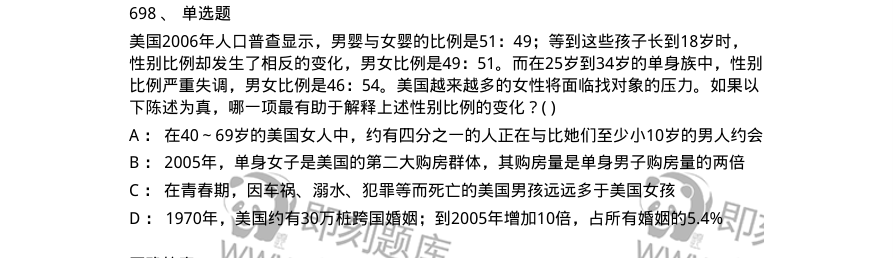 698 、 单选题
美国2006年人口普查显示，男婴与女婴的比例是51：49；等到这些孩子长到18岁时，
性别比例却发生了相反的变化，男女比例是49：51。而在25岁到34岁的单身族中，性别
比例严重失调，男女比例是46：54。美国越来越多的女性将面临找对象的压力。如果以
下陈述为真，哪一项最有助于解释上述性别比例的变化？( )
A ： 在40～69岁的美国女人中，约有四分之一的人正在与比她们至少小10岁的男人约会
B ： 2005年，单身女子是美国的第二大购房群体，其购房量是单身男子购房量的两倍
C ： 在青春期，因车祸、溺水、犯罪等而死亡的美国男孩远远多于美国女孩
D ： 1970年，美国约有30万桩跨国婚姻；到2005年增加10倍，占所有婚姻的5.4%
即刻题库
即刻